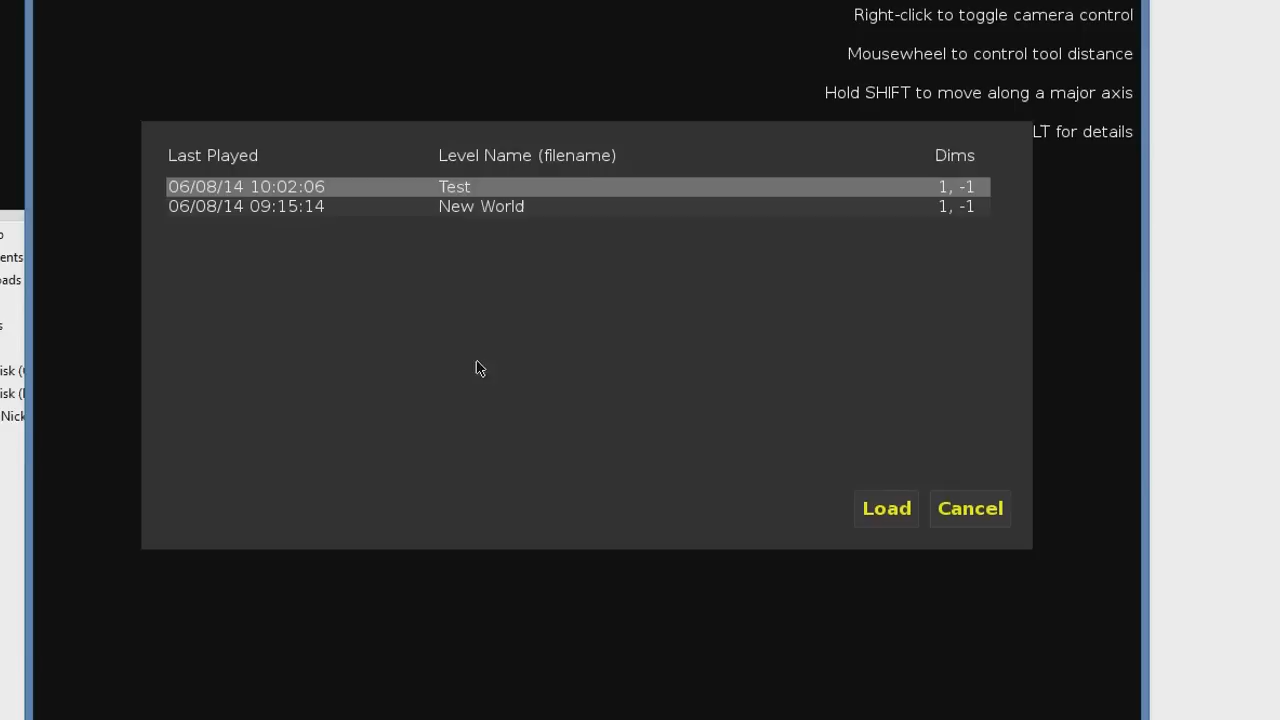 Right-click to toggle camera control
Mousewheel to control tool distance
Hold SHIFT to move along a major axis
LT for details
Last Played Level Name (filename) Dims
06/08/14 10:02:06 Test 1, -1
06/08/14 09:15:14 New World 1, -1
ents
oads
s
isk (
isk (
Nick
Load Cancel